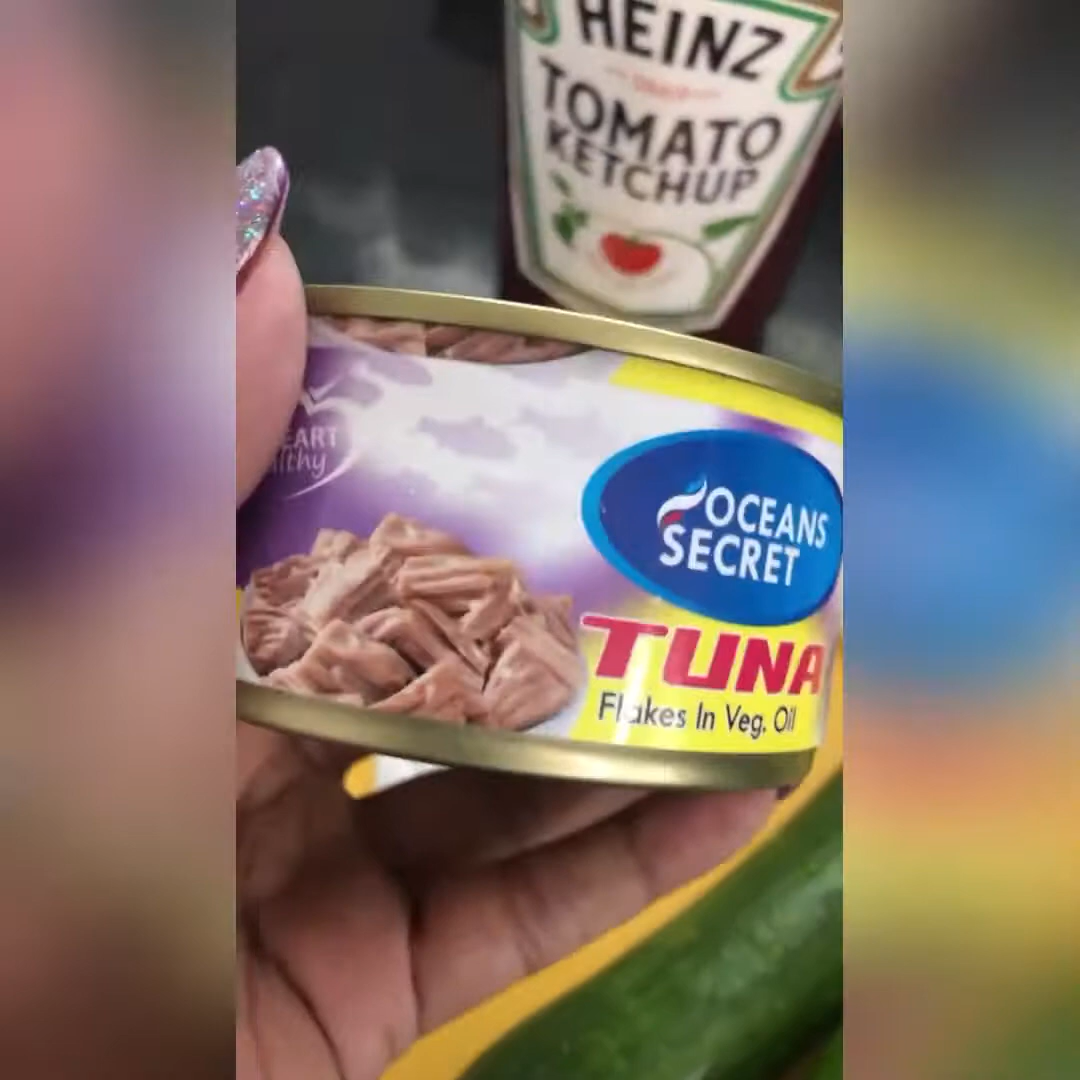 HEINZ
TOMATO
KETCHUP
OCEANS
SECRET
TUNA
Flakes In Veg. Oil